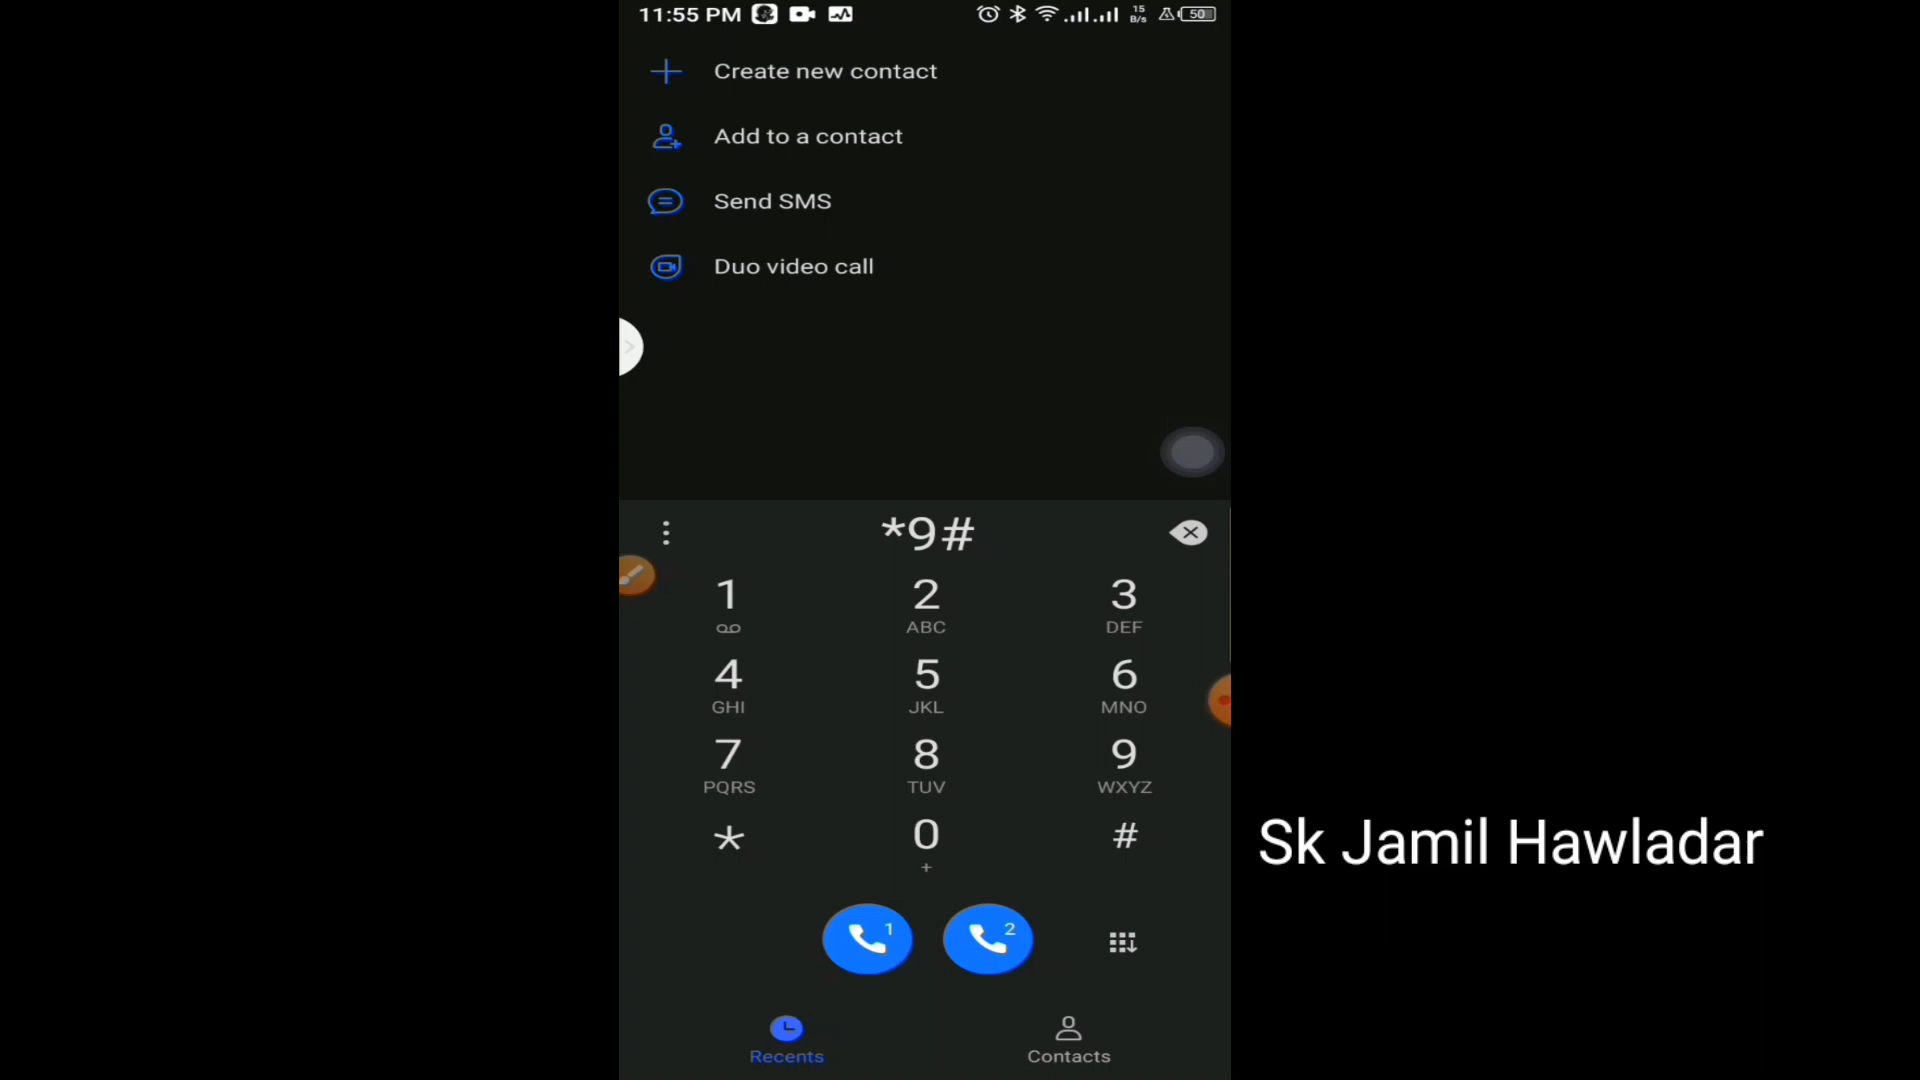 11:55 PM 15 B/s 50
Create new contact
Add to a contact
Send SMS
Duo video call
*9#
1 2 3
ABC DEF
4 5 6
GHI JKL MNO
7 8 9
PQRS TUV WXYZ
* 0 #
+
Sk Jamil Hawladar
1 2
Recents Contacts